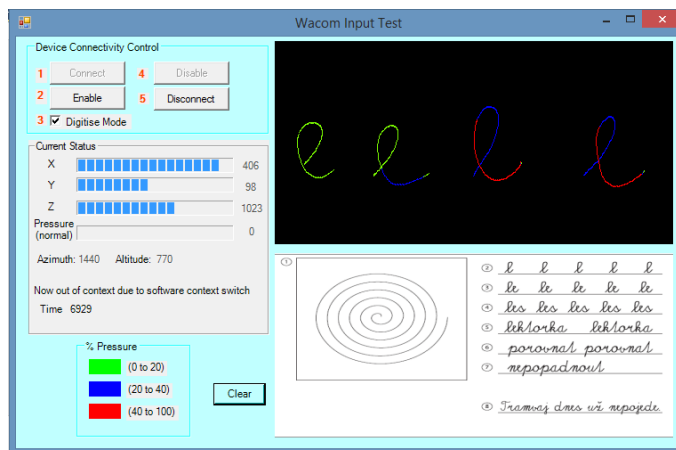 Wacom Input Test
Device Connectivity Control
1 Connect 4 Disable
2 Enable 5 Disconnect
3 Digitise Mode
Current Status
X 406
Y 98
Z 1023
Pressure (normal) 0
Azimuth: 1440 Altitude: 770
Now out of context due to software context switch
Time 6929
% Pressure
(0 to 20)
(20 to 40)
(40 to 100)
Clear
l l l l
1
2 l l l l l
3 le le le le le
4 les les les les les
5 lektorka lektorka
6 porovnat porovnat
7 nepopadnout
8 Tramvaj dnes už nepojede.